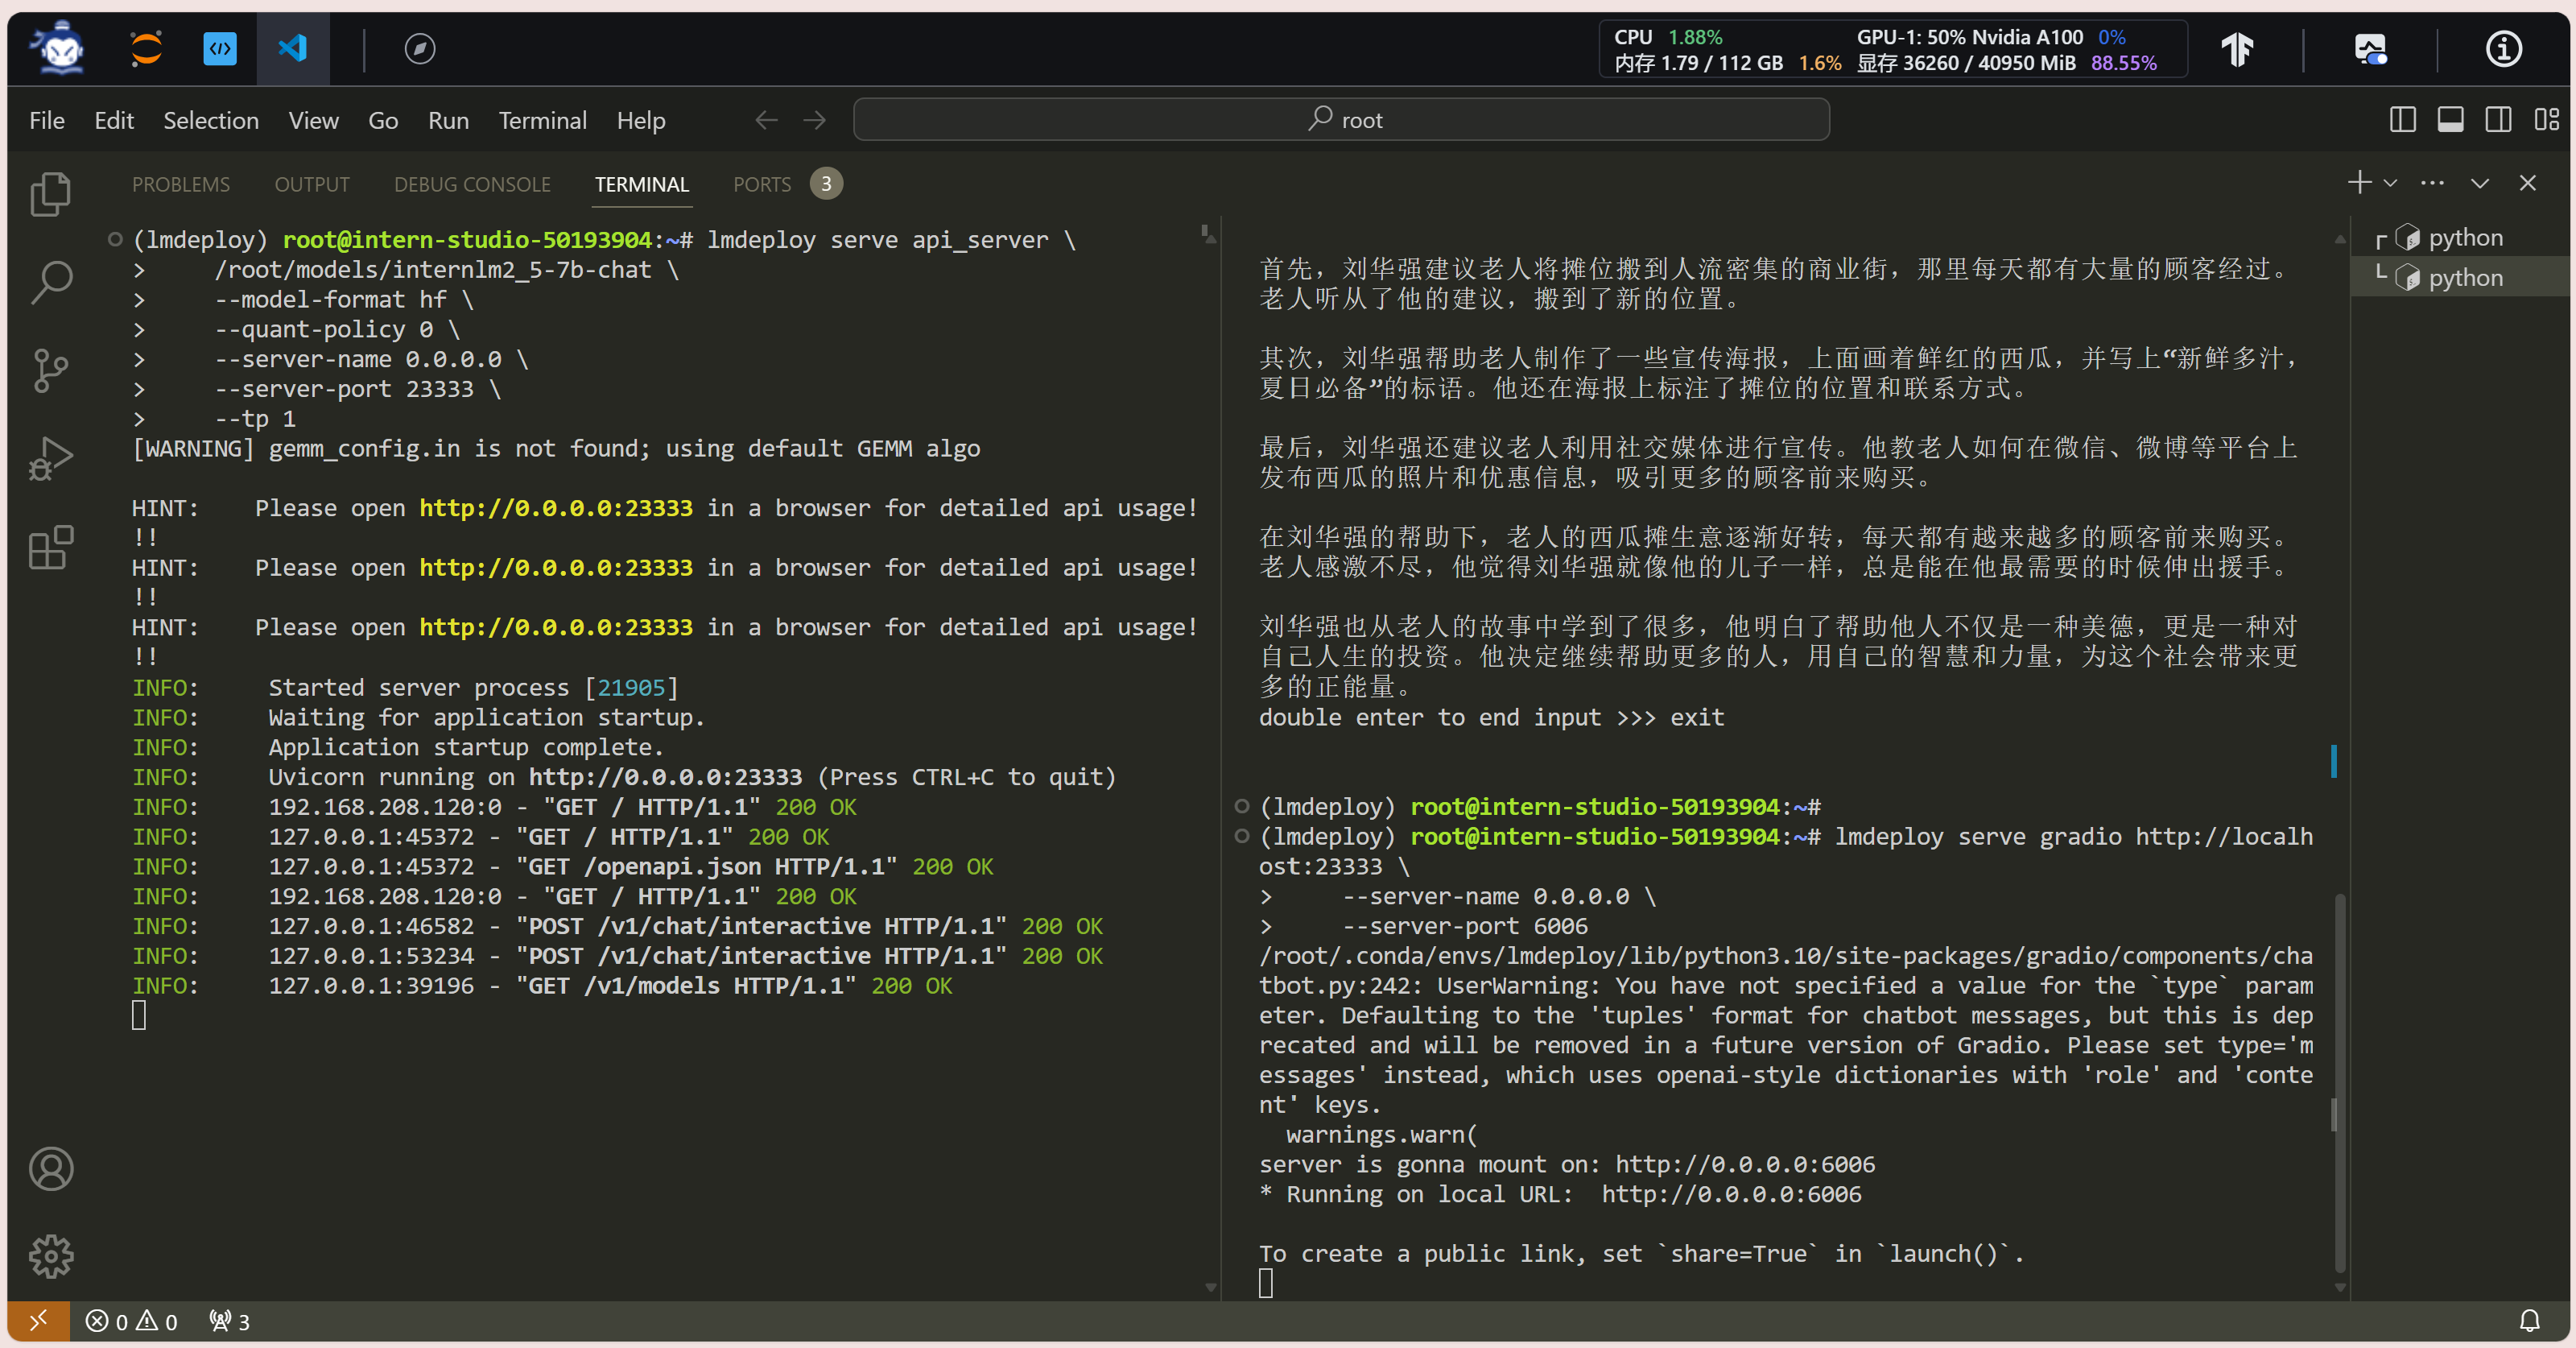 CPU 1.88% GPU-1: 50% Nvidia A100 0%
内存 1.79 / 112 GB 1.6% 显存 36260 / 40950 MiB 88.55%
File Edit Selection View Go Run Terminal Help
root
PROBLEMS OUTPUT DEBUG CONSOLE TERMINAL PORTS 3
(lmdeploy) root@intern-studio-50193904:~# lmdeploy serve api_server \
> /root/models/internlm2_5-7b-chat \
> --model-format hf \
> --quant-policy 0 \
> --server-name 0.0.0.0 \
> --server-port 23333 \
> --tp 1
[WARNING] gemm_config.in is not found; using default GEMM algo
HINT: Please open http://0.0.0.0:23333 in a browser for detailed api usage!
!!
HINT: Please open http://0.0.0.0:23333 in a browser for detailed api usage!
!!
HINT: Please open http://0.0.0.0:23333 in a browser for detailed api usage!
!!
INFO: Started server process [21905]
INFO: Waiting for application startup.
INFO: Application startup complete.
INFO: Uvicorn running on http://0.0.0.0:23333 (Press CTRL+C to quit)
INFO: 192.168.208.120:0 - "GET / HTTP/1.1" 200 OK
INFO: 127.0.0.1:45372 - "GET / HTTP/1.1" 200 OK
INFO: 127.0.0.1:45372 - "GET /openapi.json HTTP/1.1" 200 OK
INFO: 192.168.208.120:0 - "GET / HTTP/1.1" 200 OK
INFO: 127.0.0.1:46582 - "POST /v1/chat/interactive HTTP/1.1" 200 OK
INFO: 127.0.0.1:53234 - "POST /v1/chat/interactive HTTP/1.1" 200 OK
INFO: 127.0.0.1:39196 - "GET /v1/models HTTP/1.1" 200 OK
首先，刘华强建议老人将摊位搬到人流密集的商业街，那里每天都有大量的顾客经过。
老人听从了他的建议，搬到了新的位置。
其次，刘华强帮助老人制作了一些宣传海报，上面画着鲜红的西瓜，并写上“新鲜多汁，
夏日必备”的标语。他还在海报上标注了摊位的位置和联系方式。
最后，刘华强还建议老人利用社交媒体进行宣传。他教老人如何在微信、微博等平台上
发布西瓜的照片和优惠信息，吸引更多的顾客前来购买。
在刘华强的帮助下，老人的西瓜摊生意逐渐好转，每天都有越来越多的顾客前来购买。
老人感激不尽，他觉得刘华强就像他的儿子一样，总是能在他最需要的时候伸出援手。
刘华强也从老人的故事中学到了很多，他明白了帮助他人不仅是一种美德，更是一种对
自己人生的投资。他决定继续帮助更多的人，用自己的智慧和力量，为这个社会带来更
多的正能量。
double enter to end input >>> exit
(lmdeploy) root@intern-studio-50193904:~#
(lmdeploy) root@intern-studio-50193904:~# lmdeploy serve gradio http://localh
ost:23333 \
> --server-name 0.0.0.0 \
> --server-port 6006
/root/.conda/envs/lmdeploy/lib/python3.10/site-packages/gradio/components/cha
tbot.py:242: UserWarning: You have not specified a value for the `type` param
eter. Defaulting to the 'tuples' format for chatbot messages, but this is dep
recated and will be removed in a future version of Gradio. Please set type='m
essages' instead, which uses openai-style dictionaries with 'role' and 'conte
nt' keys.
warnings.warn(
server is gonna mount on: http://0.0.0.0:6006
* Running on local URL: http://0.0.0.0:6006
To create a public link, set `share=True` in `launch()`.
python
python
0 0 3